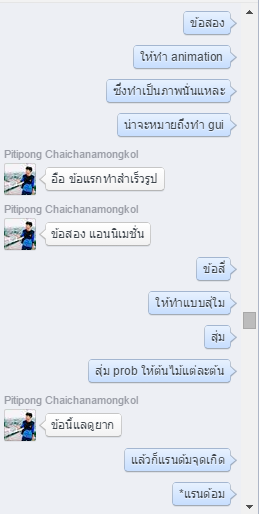 ข้อสอง
ให้ทำ animation
ซึ่งทำเป็นภาพนั่นแหละ
น่าจะหมายถึงทำ gui
Pitipong Chaichanamongkol
อือ ข้อแรกทำสำเร็จรูป
Pitipong Chaichanamongkol
ข้อสอง แอนนิเมชั่น
ข้อสี่
ให้ทำแบบสุ่ไม
สุ่ม
สุ่ม prob ให้ต้นไม้แต่ละต้น
Pitipong Chaichanamongkol
ข้อนี้แลดูยาก
แล้วก็แรนด้มจุดเกิด
*แรนด้อม